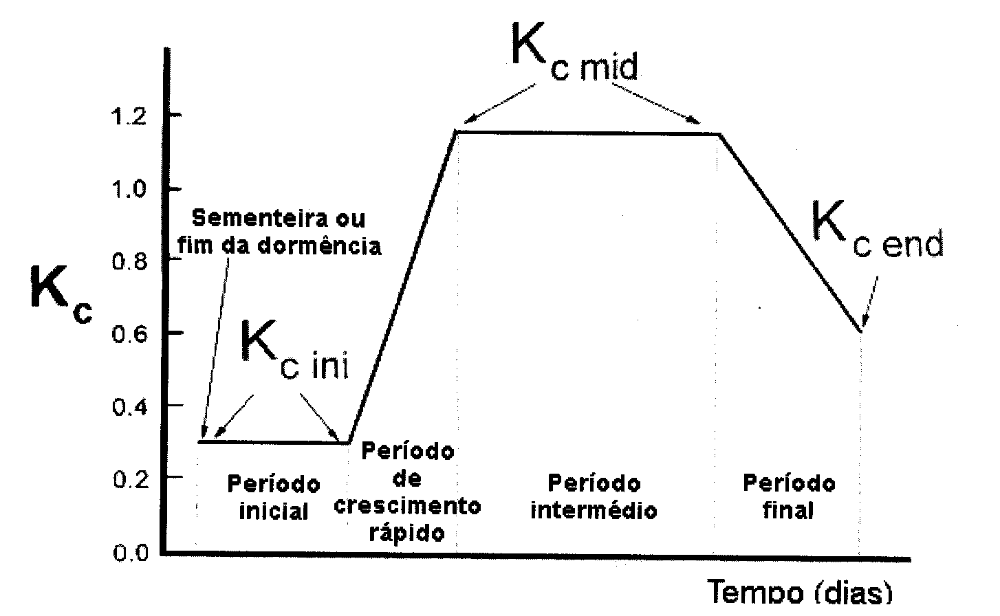 K c mid
1.2
1.0
Sementeira ou
fim da dormência
0.8
K c end
Kc
0.6
K c ini
0.4
0.2
0.0
Período
inicial
Período
de
crescimento
rápido
Período
intermédio
Período
final
Tempo (dias)